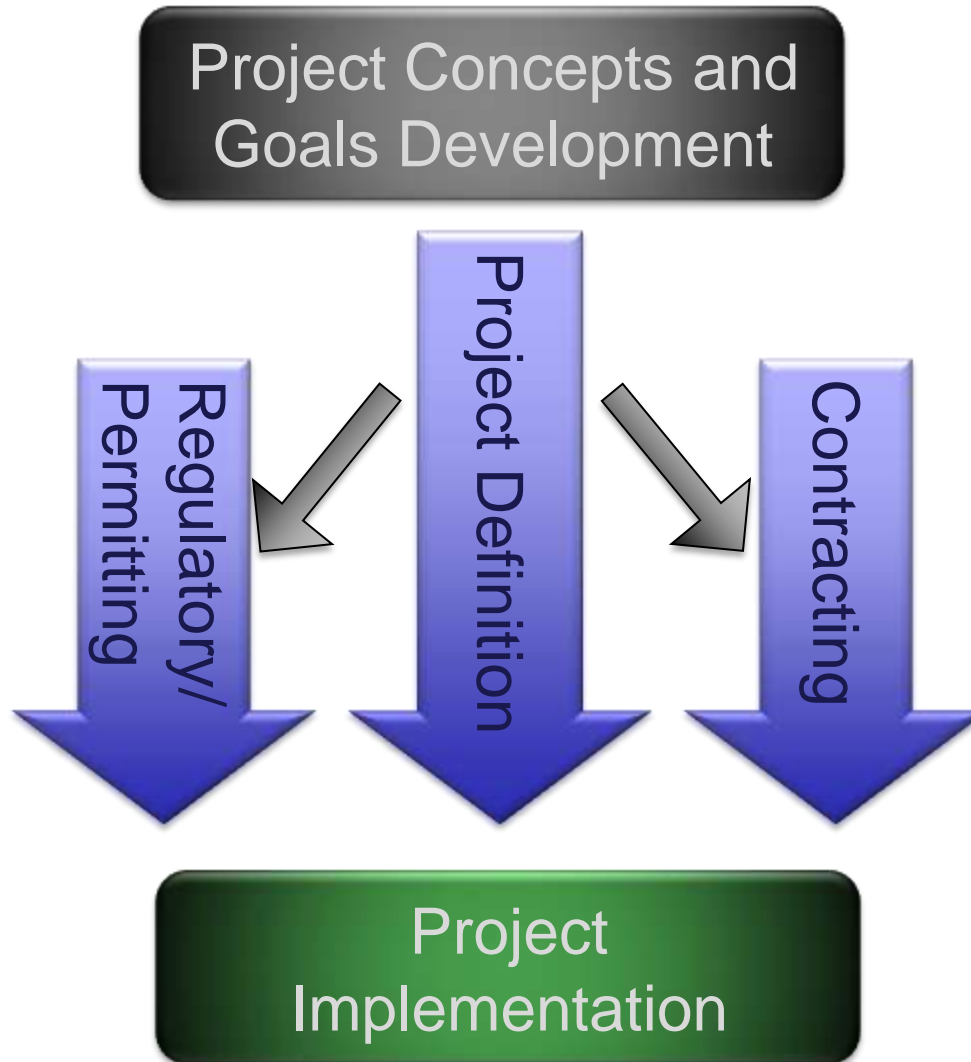 Project Concepts and
Goals Development
Project Definition
Regulatory/
Permitting
Contracting
Project
Implementation